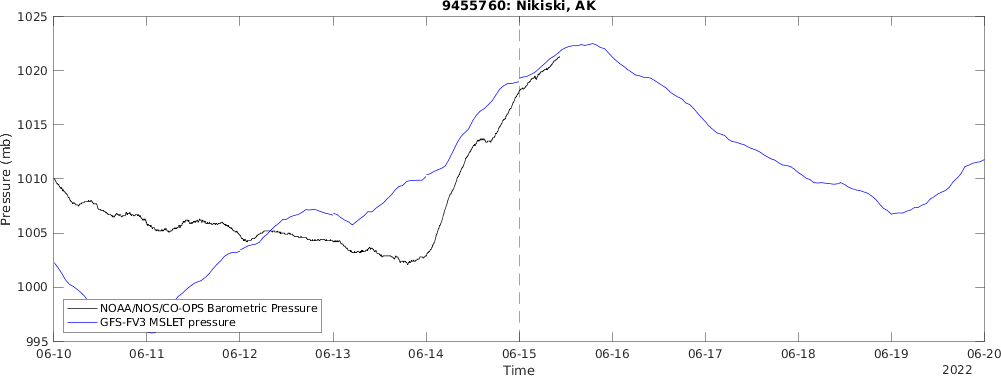 9455760: Nikiski, AK
1025
1020
1015
1010
1005
1000
995
Pressure (mb)
NOAA/NOS/CO-OPS Barometric Pressure
GFS-FV3 MSLET pressure
06-10 06-11 06-12 06-13 06-14 06-15 06-16 06-17 06-18 06-19 06-20
Time
2022